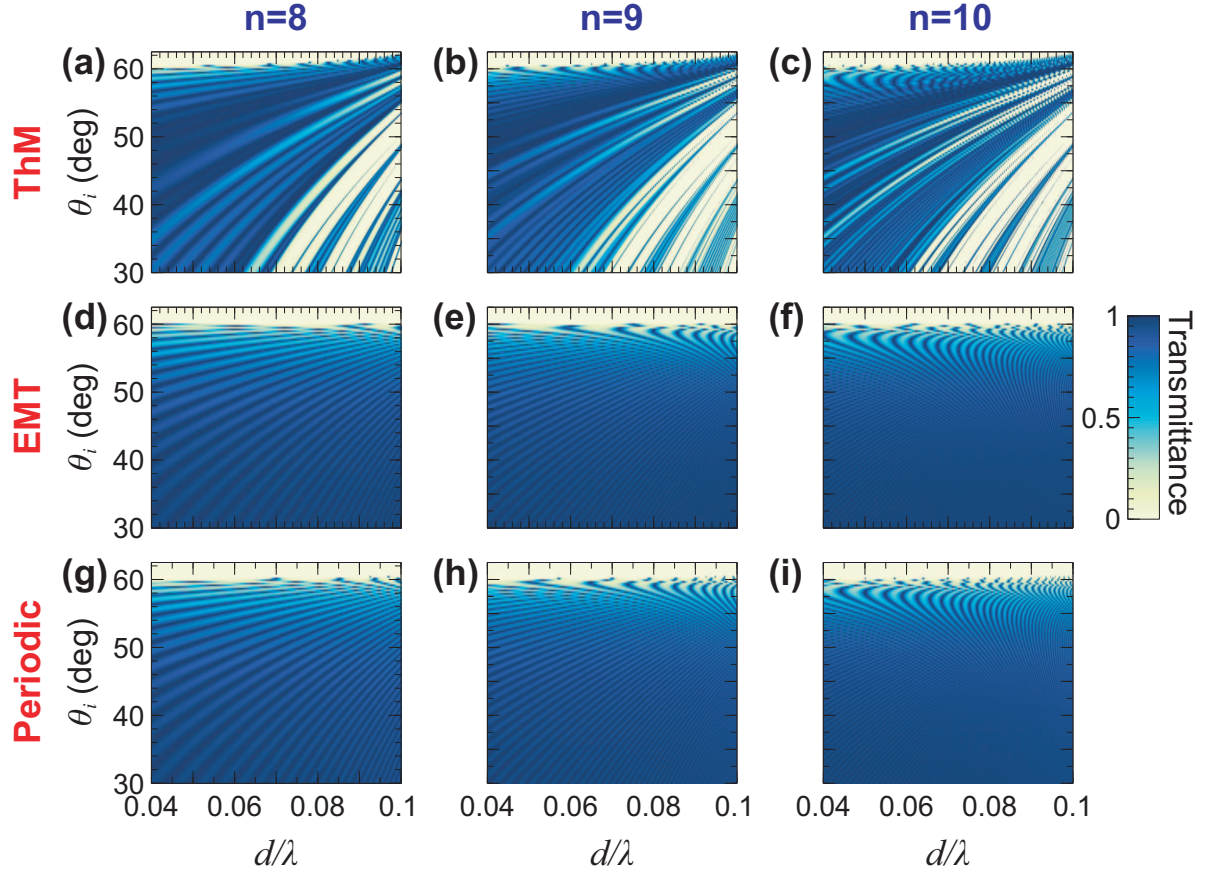 n=8 n=9 n=10
(a) (b) (c)
ThM
θi (deg)
60
50
40
30
(d) (e) (f)
EMT
θi (deg)
60
50
40
30
1
0.5
0
Transmittance
(g) (h) (i)
Periodic
θi (deg)
60
50
40
30
0.04 0.06 0.08 0.1 0.04 0.06 0.08 0.1 0.04 0.06 0.08 0.1
d/λ d/λ d/λ